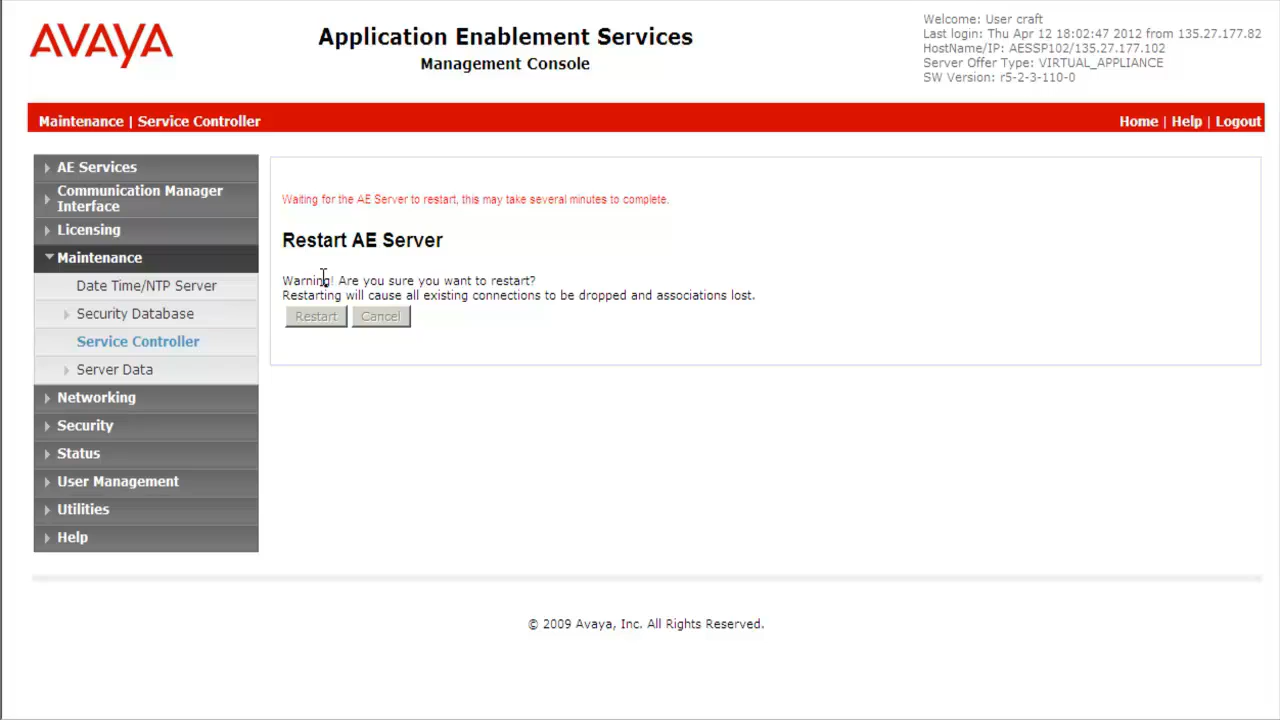 AVAYA
Application Enablement Services
Management Console
Welcome: User craft
Last login: Thu Apr 12 18:02:47 2012 from 135.27.177.82
HostName/IP: AESSP102/135.27.177.102
Server Offer Type: VIRTUAL_APPLIANCE
SW Version: r5-2-3-110-0
Maintenance | Service Controller
Home | Help | Logout
AE Services
Communication Manager
Interface
Licensing
Maintenance
Date Time/NTP Server
Security Database
Service Controller
Server Data
Networking
Security
Status
User Management
Utilities
Help
Waiting for the AE Server to restart, this may take several minutes to complete.
Restart AE Server
Warning! Are you sure you want to restart?
Restarting will cause all existing connections to be dropped and associations lost.
Restart
Cancel
© 2009 Avaya, Inc. All Rights Reserved.